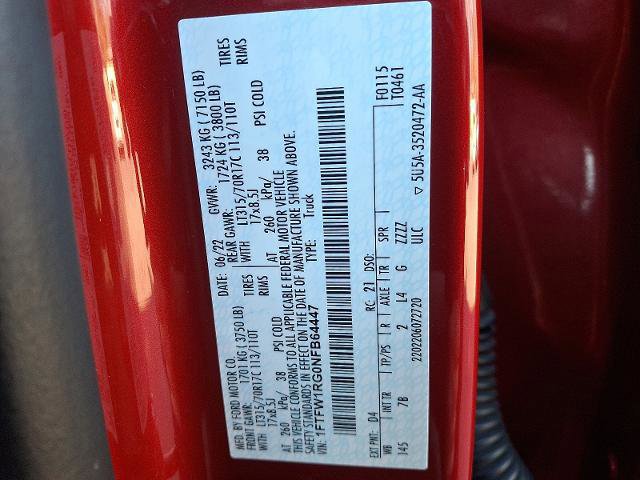 MFD. BY FORD MOTOR CO.
DATE: 06/22 GVWR: 3243 KG ( 7150 LB)
FRONT GAWR: 1701 KG ( 3750 LB) REAR GAWR: 1724 KG ( 3800 LB)
WITH LT315/70R17C 113/110T TIRES WITH LT315/70R17C 113/110T TIRES
17x8.5J RIMS 17x8.5J RIMS
AT 260 kPa/ 38 PSI COLD AT 260 kPa/ 38 PSI COLD
THIS VEHICLE CONFORMS TO ALL APPLICABLE FEDERAL MOTOR VEHICLE
SAFETY STANDARDS IN EFFECT ON THE DATE OF MANUFACTURE SHOWN ABOVE.
VIN: 1FTFW1RG0NFB64447 TYPE: Truck
F0115
T0461
EXT PNT: D4 RC: 21 DSO:
WB INTTR TP/PS R AXLE TR SPR
145 7B 2 L4 G ZZZZ
2202206072720 ULC
▽ 5U5A-3520472-AA